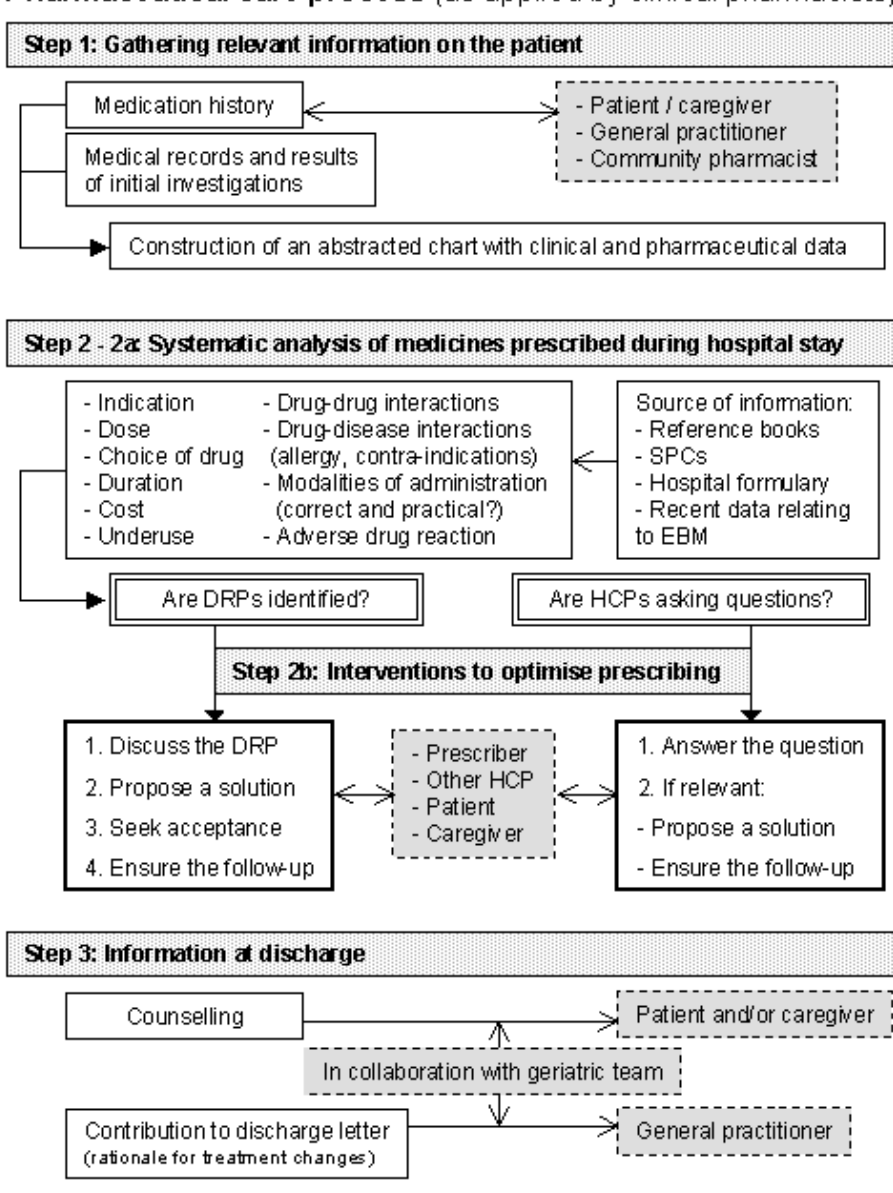 Step 1: Gathering relevant information on the patient
Medication history
- Patient / caregiver
- General practitioner
- Community pharmacist
Medical records and results
of initial investigations
Construction of an abstracted chart with clinical and pharmaceutical data
Step 2 - 2a: Systematic analysis of medicines prescribed during hospital stay
- Indication
- Dose
- Choice of drug
- Duration
- Cost
- Underuse
- Drug-drug interactions
- Drug-disease interactions
(allergy, contra-indications)
- Modalities of administration
(correct and practical?)
- Adverse drug reaction
Source of information:
- Reference books
- SPCs
- Hospital formulary
- Recent data relating
to EBM
Are DRPs identified?
Are HCPs asking questions?
Step 2b: Interventions to optimise prescribing
1. Discuss the DRP
2. Propose a solution
3. Seek acceptance
4. Ensure the follow-up
- Prescriber
- Other HCP
- Patient
- Caregiver
1. Answer the question
2. If relevant:
- Propose a solution
- Ensure the follow-up
Step 3: Information at discharge
Counselling
Patient and/or caregiver
In collaboration with geriatric team
Contribution to discharge letter
(rationale for treatment changes)
General practitioner